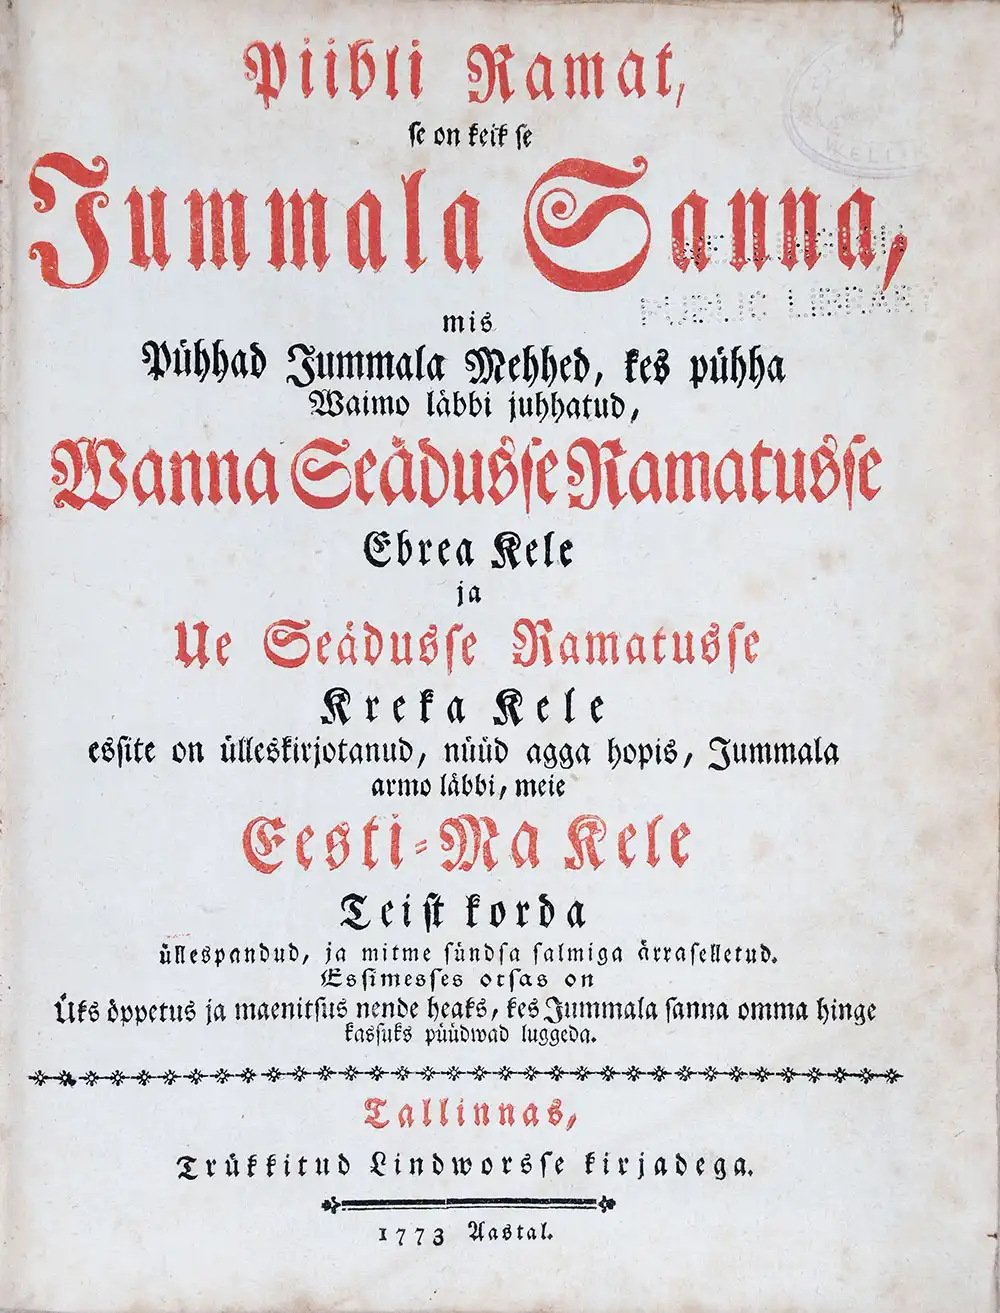 Piibli Ramat,
se on keik se
Jummala Sanna,
PUBLIC LIBRARY
mis
Pühhad Jummala Mehhed, kes pühha
Waimo läbbi juhhatud,
Wanna Seädusse Ramatusse
Ebrea Kele
ja
Ue Seädusse Ramatusse
Kreka Kele
essite on ülleskirjotanud, nüüd agga hopis, Jummala
armo läbbi, meie
Eesti-Ma Kele
Teist korda
üllespandud, ja mitme sündsa salmiga ärraselletud.
Essimesses otsas on
Üks öppetus ja maenitsus nende heaks, kes Jummala sanna omma hinge
kassuks püüdwad luggeda.
Tallinnas,
Trükkitud Lindworsse kirjadega.
1773 Aastal.